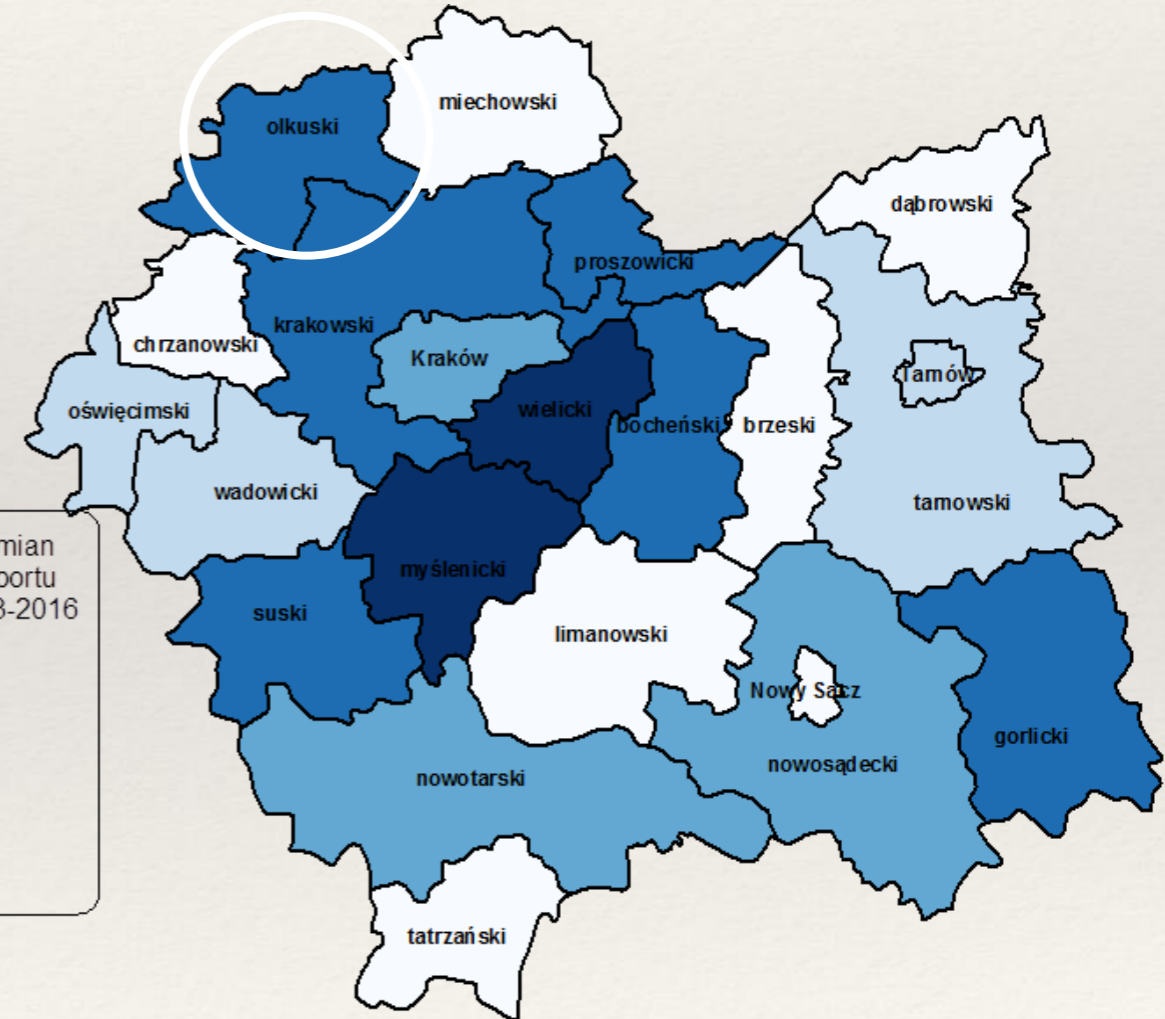 miechowski
olkuski
dąbrowski
proszowicki
krakowski
chrzanowski
Kraków
Tarnów
oświęcimski
wielicki
bocheński
brzeski
wadowicki
tarnowski
mian
portu
3-2016
myślenicki
suski
limanowski
Nowy Sącz
gorlicki
nowosądecki
nowotarski
tatrzański